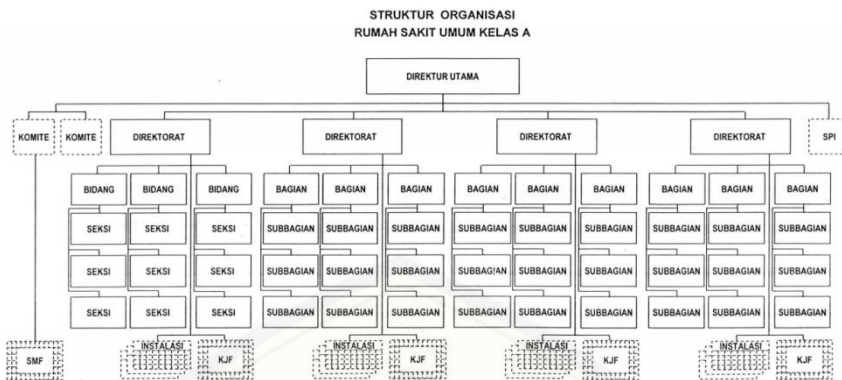 STRUKTUR ORGANISASI
RUMAH SAKIT UMUM KELAS A
DIREKTUR UTAMA
KOMITE KOMITE DIREKTORAT DIREKTORAT DIREKTORAT DIREKTORAT SPI
BIDANG BIDANG BIDANG BAGIAN BAGIAN BAGIAN BAGIAN BAGIAN BAGIAN BAGIAN BAGIAN BAGIAN
SEKSI SEKSI SEKSI SUBBAGIAN SUBBAGIAN SUBBAGIAN SUBBAGIAN SUBBAGIAN SUBBAGIAN SUBBAGIAN SUBBAGIAN SUBBAGIAN
SEKSI SEKSI SEKSI SUBBAGIAN SUBBAGIAN SUBBAGIAN SUBBAGIAN SUBBAGIAN SUBBAGIAN SUBBAGIAN SUBBAGIAN SUBBAGIAN
SEKSI SEKSI SEKSI SUBBAGIAN SUBBAGIAN SUBBAGIAN SUBBAGIAN SUBBAGIAN SUBBAGIAN SUBBAGIAN SUBBAGIAN SUBBAGIAN
SMF INSTALASI KJF INSTALASI KJF INSTALASI KJF INSTALASI KJF